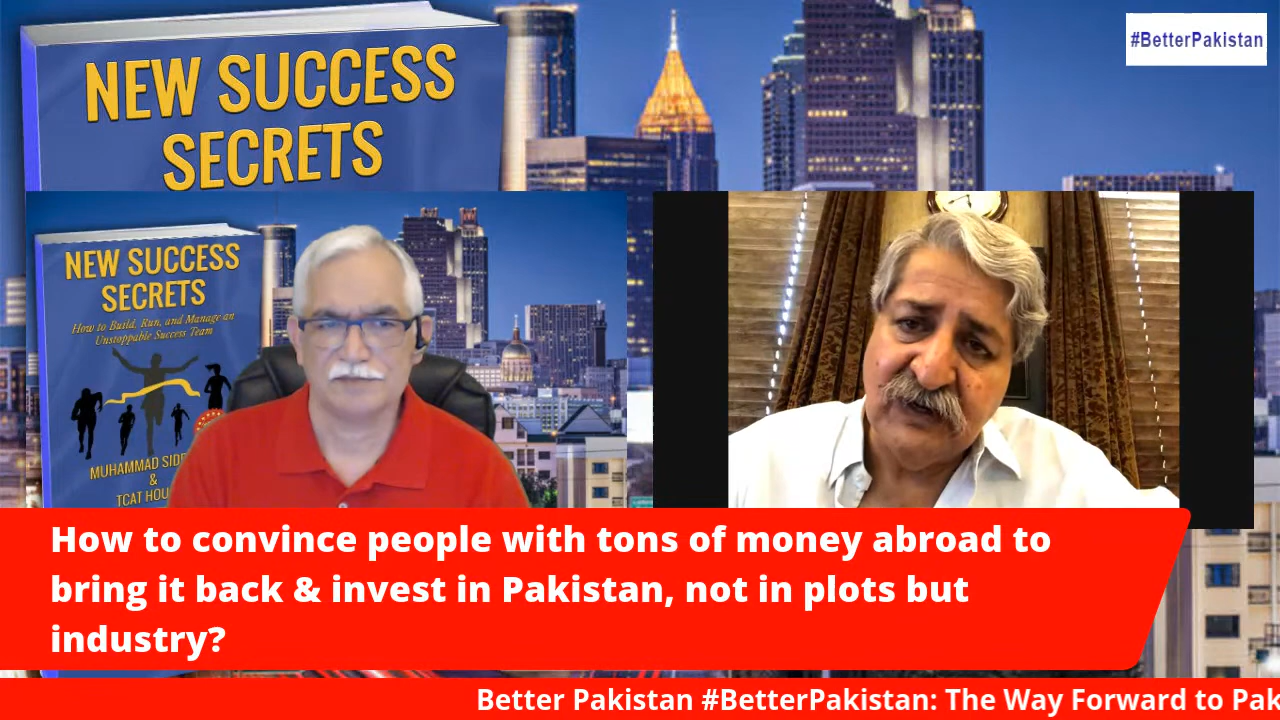 NEW SUCCESS
SECRETS
#BetterPakistan
NEW SUCCESS
SECRETS
How to Build, Run, and Manage an
Unstoppable Success Team
MUHAMMAD
&
TCAT
How to convince people with tons of money abroad to
bring it back & invest in Pakistan, not in plots but
industry?
Better Pakistan #BetterPakistan: The Way Forward to Pak